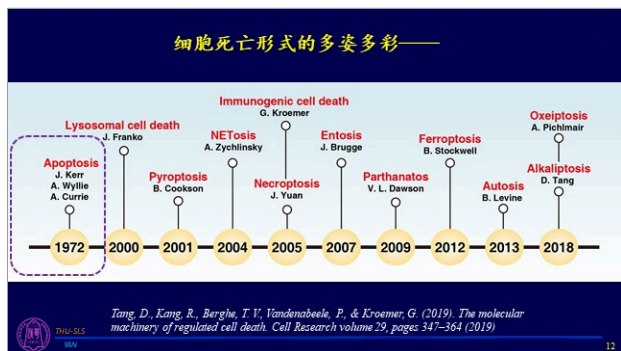 细胞死亡形式的多姿多彩——
Immunogenic cell death
G. Kroemer
Lysosomal cell death
J. Franko
NETosis
A. Zychlinsky
Entosis
J. Brugge
Ferroptosis
B. Stockwell
Oxeiptosis
A. Pichlmair
Apoptosis
J. Kerr
A. Wyllie
A. Currie
Pyroptosis
B. Cookson
Necroptosis
J. Yuan
Parthanatos
V. L. Dawson
Autosis
B. Levine
Alkaliptosis
D. Tang
1972 2000 2001 2004 2005 2007 2009 2012 2013 2018
Tang, D., Kang, R., Berghe, T. V., Vandenabeele, P., & Kroemer, G. (2019). The molecular
machinery of regulated cell death. Cell Research volume 29, pages 347–364 (2019)
THU-SLS
YAN
12